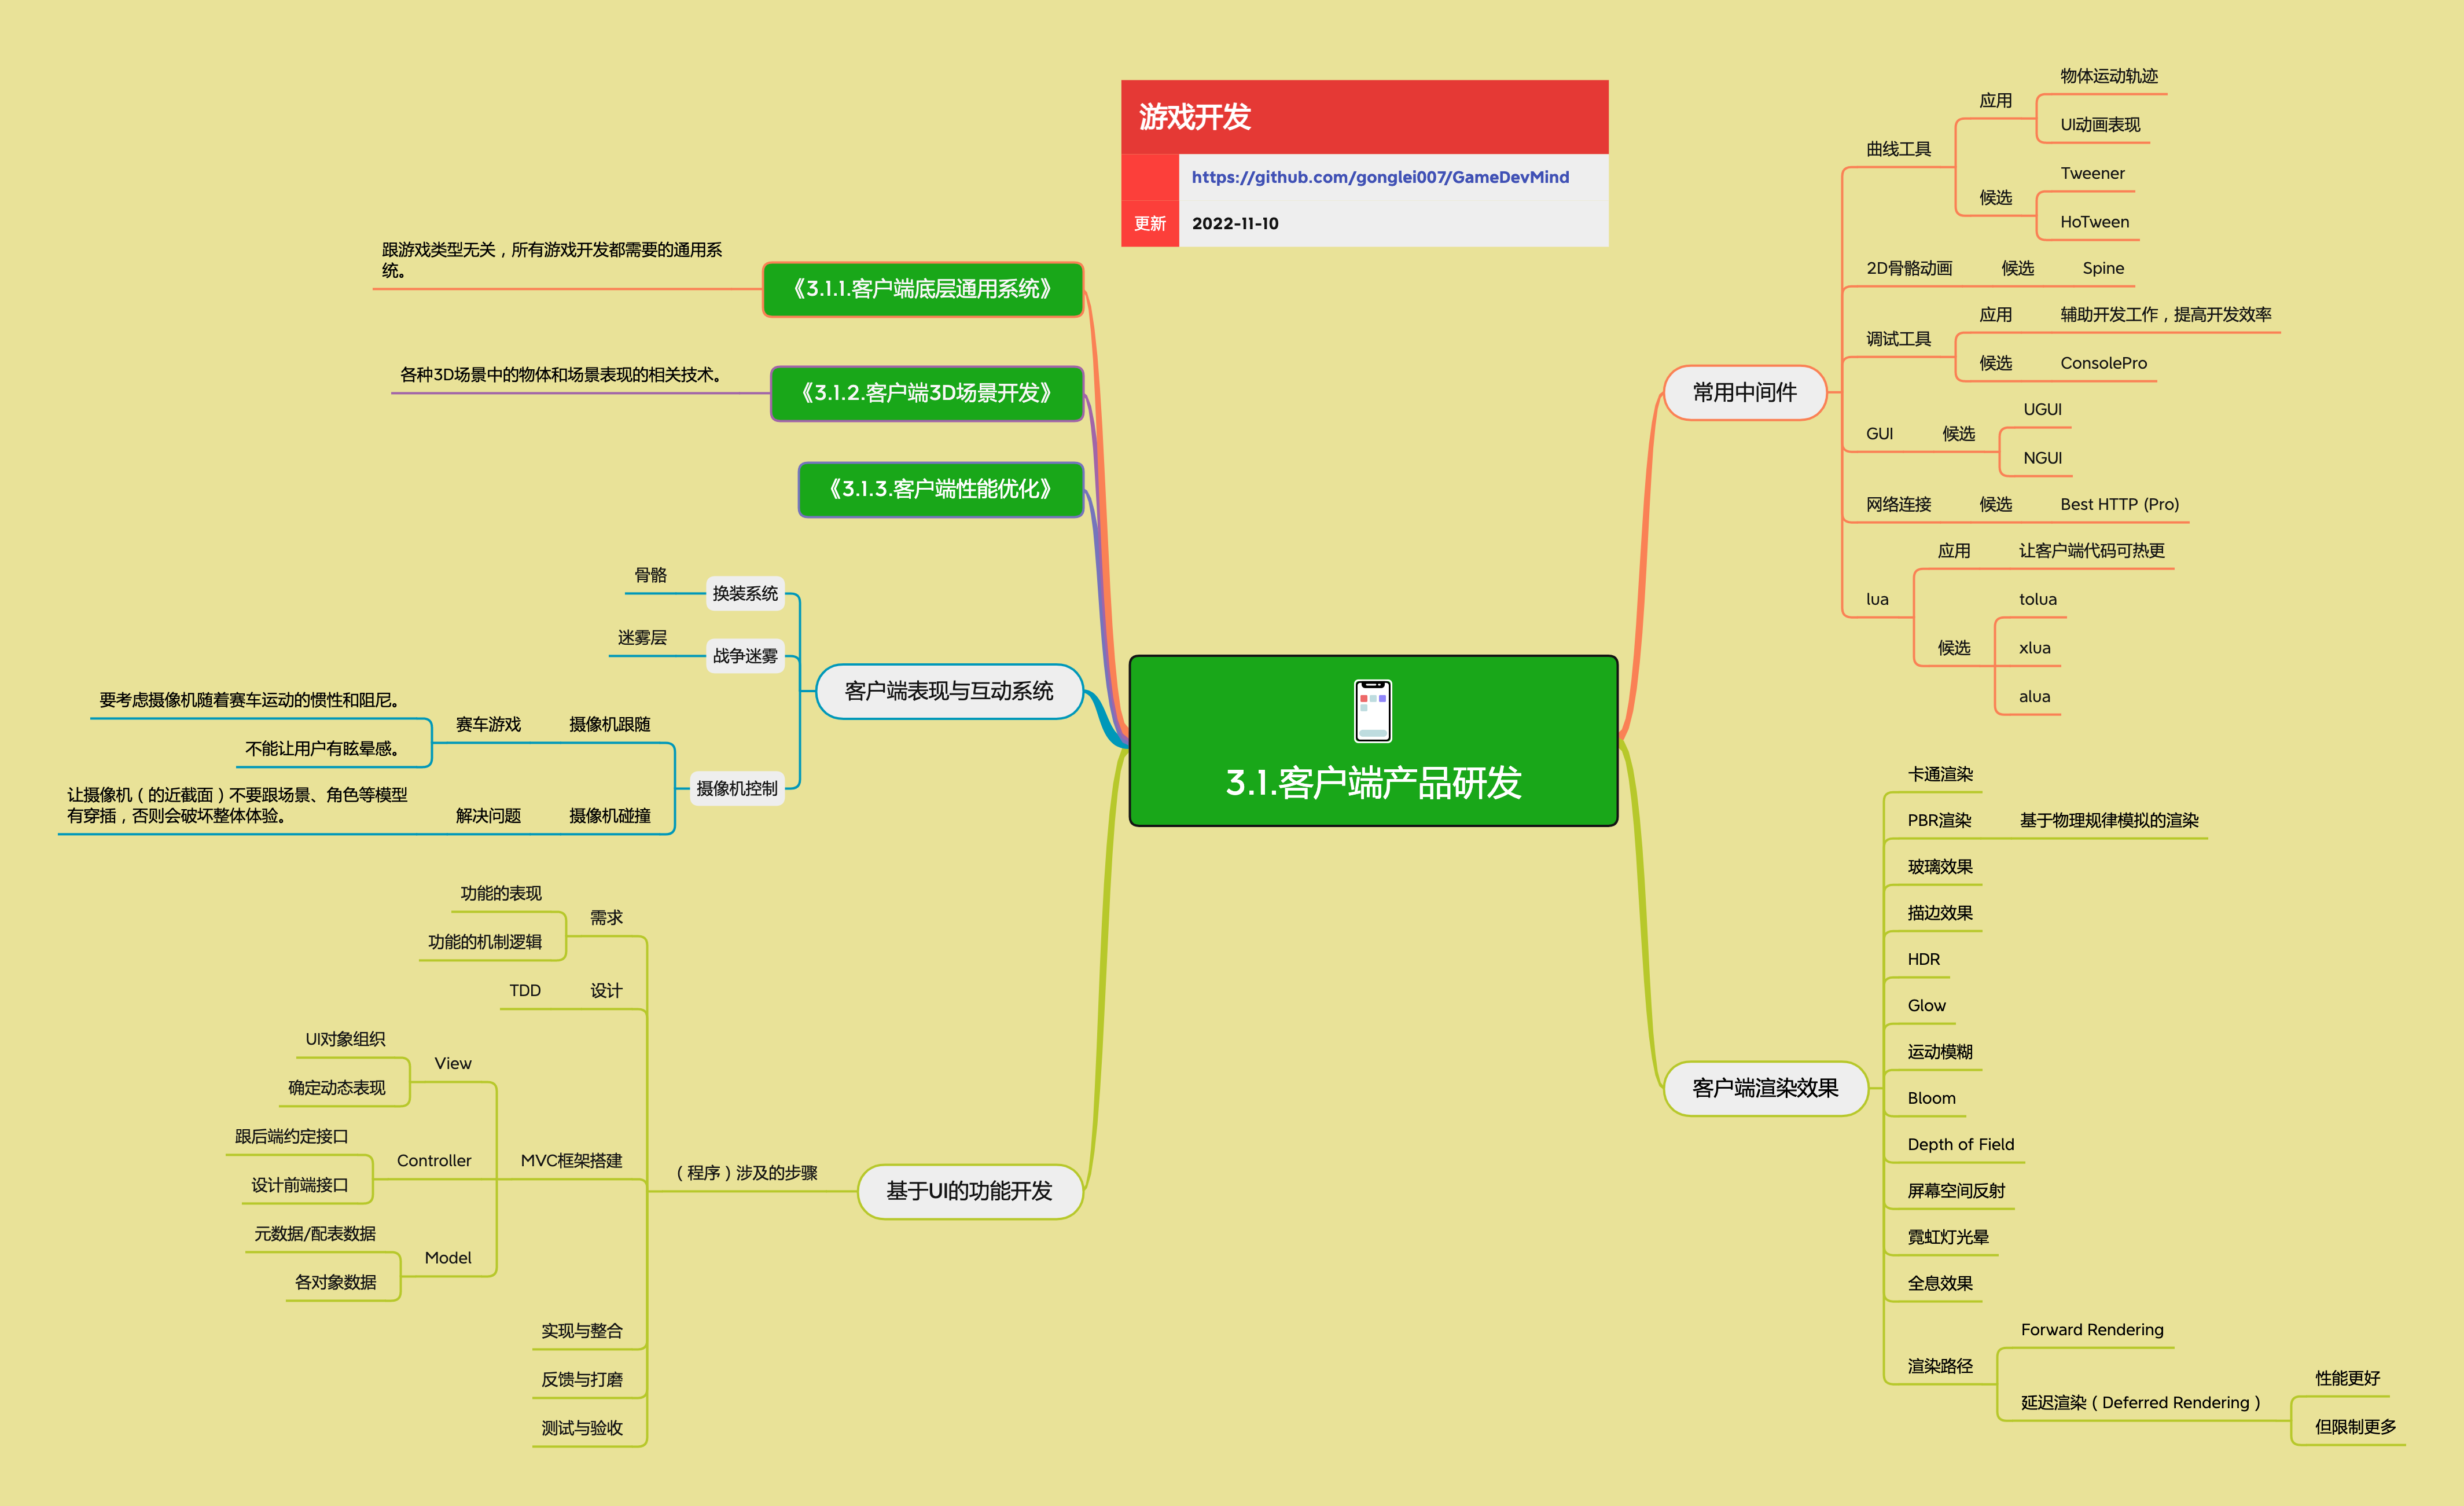 游戏开发
https://github.com/gonglei007/GameDevMind
更新
2022-11-10
3.1.客户端产品研发
《3.1.1.客户端底层通用系统》
跟游戏类型无关，所有游戏开发都需要的通用系
统。
《3.1.2.客户端3D场景开发》
各种3D场景中的物体和场景表现的相关技术。
《3.1.3.客户端性能优化》
客户端表现与互动系统
换装系统
骨骼
战争迷雾
迷雾层
摄像机控制
摄像机跟随
赛车游戏
要考虑摄像机随着赛车运动的惯性和阻尼。
不能让用户有眩晕感。
摄像机碰撞
解决问题
让摄像机（的近截面）不要跟场景、角色等模型
有穿插，否则会破坏整体体验。
基于UI的功能开发
（程序）涉及的步骤
需求
功能的表现
功能的机制逻辑
设计
TDD
MVC框架搭建
View
UI对象组织
确定动态表现
Controller
跟后端约定接口
设计前端接口
Model
元数据/配表数据
各对象数据
实现与整合
反馈与打磨
测试与验收
常用中间件
曲线工具
应用
物体运动轨迹
UI动画表现
候选
Tweener
HoTween
2D骨骼动画
候选
Spine
调试工具
应用
辅助开发工作，提高开发效率
候选
ConsolePro
GUI
候选
UGUI
NGUI
网络连接
候选
Best HTTP (Pro)
lua
应用
让客户端代码可热更
候选
tolua
xlua
alua
客户端渲染效果
卡通渲染
PBR渲染
基于物理规律模拟的渲染
玻璃效果
描边效果
HDR
Glow
运动模糊
Bloom
Depth of Field
屏幕空间反射
霓虹灯光晕
全息效果
渲染路径
Forward Rendering
延迟渲染（Deferred Rendering）
性能更好
但限制更多